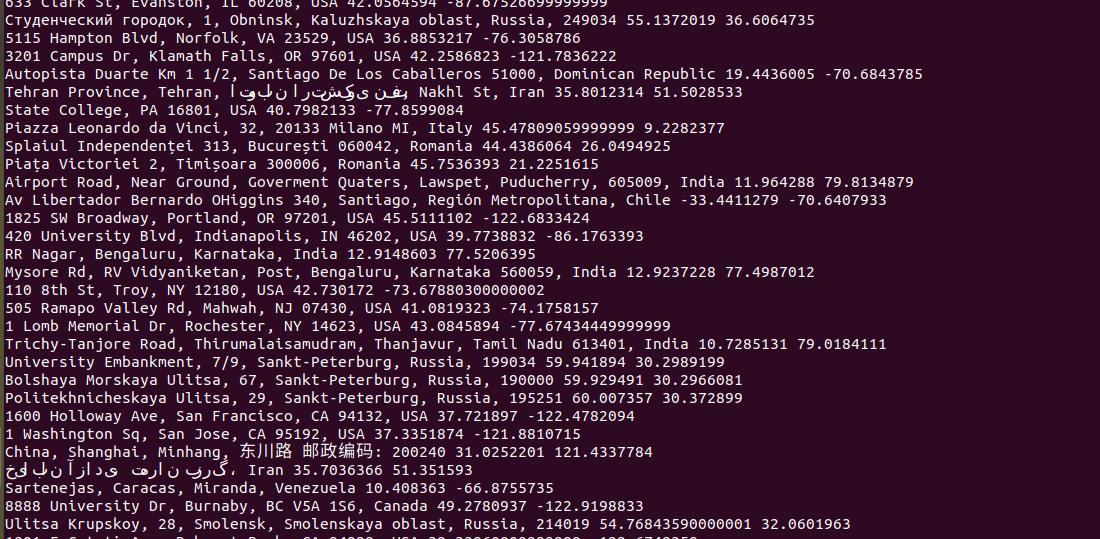 633 Clark St, Evanston, IL 60208, USA 42.0564594 -87.67526699999999
Студенческий городок, 1, Obninsk, Kaluzhskaya oblast, Russia, 249034 55.1372019 36.6064735
5115 Hampton Blvd, Norfolk, VA 23529, USA 36.8853217 -76.3058786
3201 Campus Dr, Klamath Falls, OR 97601, USA 42.2586823 -121.7836222
Autopista Duarte Km 1 1/2, Santiago De Los Caballeros 51000, Dominican Republic 19.4436005 -70.6843785
Tehran Province, Tehran, Nakhl St, Iran 35.8012314 51.5028533
State College, PA 16801, USA 40.7982133 -77.8599084
Piazza Leonardo da Vinci, 32, 20133 Milano MI, Italy 45.47809059999999 9.2282377
Splaiul Independenței 313, București 060042, Romania 44.4386064 26.0494925
Piața Victoriei 2, Timișoara 300006, Romania 45.7536393 21.2251615
Airport Road, Near Ground, Goverment Quaters, Lawspet, Puducherry, 605009, India 11.964288 79.8134879
Av Libertador Bernardo OHiggins 340, Santiago, Región Metropolitana, Chile -33.4411279 -70.6407933
1825 SW Broadway, Portland, OR 97201, USA 45.5111102 -122.6833424
420 University Blvd, Indianapolis, IN 46202, USA 39.7738832 -86.1763393
RR Nagar, Bengaluru, Karnataka, India 12.9148603 77.5206395
Mysore Rd, RV Vidyaniketan, Post, Bengaluru, Karnataka 560059, India 12.9237228 77.4987012
110 8th St, Troy, NY 12180, USA 42.730172 -73.67880300000002
505 Ramapo Valley Rd, Mahwah, NJ 07430, USA 41.0819323 -74.1758157
1 Lomb Memorial Dr, Rochester, NY 14623, USA 43.0845894 -77.67434449999999
Trichy-Tanjore Road, Thirumalaisamudram, Thanjavur, Tamil Nadu 613401, India 10.7285131 79.0184111
University Embankment, 7/9, Sankt-Peterburg, Russia, 199034 59.941894 30.2989199
Bolshaya Morskaya Ulitsa, 67, Sankt-Peterburg, Russia, 190000 59.929491 30.2966081
Politekhnicheskaya Ulitsa, 29, Sankt-Peterburg, Russia, 195251 60.007357 30.372899
1600 Holloway Ave, San Francisco, CA 94132, USA 37.721897 -122.4782094
1 Washington Sq, San Jose, CA 95192, USA 37.3351874 -121.8810715
China, Shanghai, Minhang, 东川路 邮政编码: 200240 31.0252201 121.4337784
Iran 35.7036366 51.351593
Sartenejas, Caracas, Miranda, Venezuela 10.408363 -66.8755735
8888 University Dr, Burnaby, BC V5A 1S6, Canada 49.2780937 -122.9198833
Ulitsa Krupskoy, 28, Smolensk, Smolenskaya oblast, Russia, 214019 54.76843590000001 32.0601963